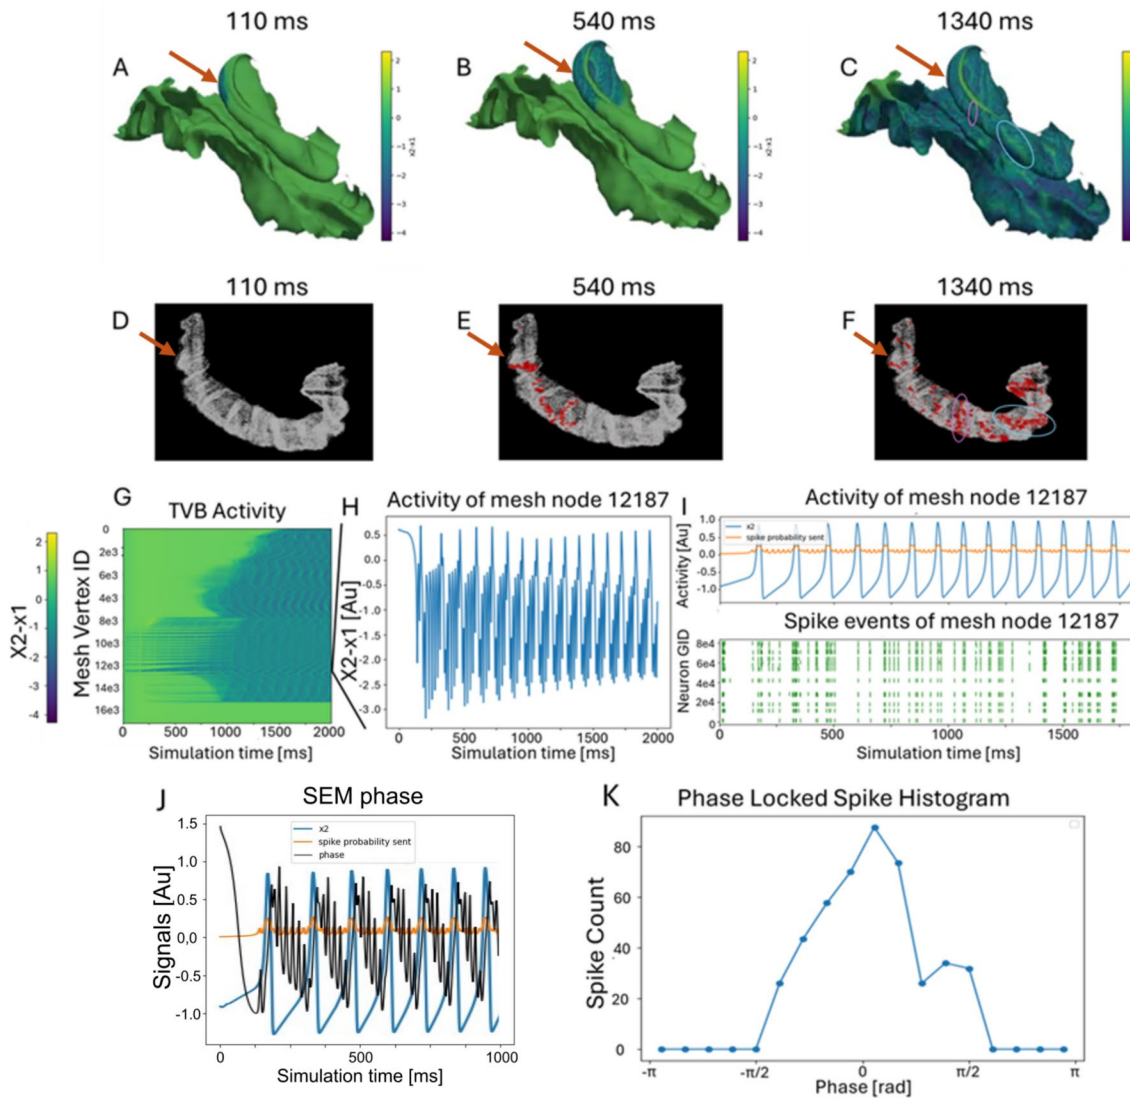 110 ms
540 ms
1340 ms
A
B
C
2
1
0
−1
−2
−3
−4
x2-x1
2
1
0
−1
−2
−3
−4
x2-x1
110 ms
540 ms
1340 ms
D
E
F
G
TVB Activity
X2-x1
2
1
0
-1
-2
-3
-4
Mesh Vertex ID
0
2e3
4e3
6e3
8e3
10e3
12e3
14e3
16e3
0
500
1000
1500
2000
Simulation time [ms]
H
Activity of mesh node 12187
X2-x1 [Au]
0.5
0.0
-0.5
-1.0
-1.5
-2.0
-2.5
-3.0
0
500
1000
1500
2000
Simulation time [ms]
I
Activity of mesh node 12187
Activity [Au]
1.0
0.5
0.0
-0.5
-1.0
x2
spike probability sent
Spike events of mesh node 12187
Neuron GID
8e4
6e4
4e4
2e4
0
0
500
1000
1500
Simulation time [ms]
J
SEM phase
Signals [Au]
1.5
1.0
0.5
0.0
-0.5
-1.0
x2
spike probability sent
phase
0
500
1000
Simulation time [ms]
K
Phase Locked Spike Histogram
Spike Count
80
60
40
20
0
-π
-π/2
0
π/2
π
Phase [rad]